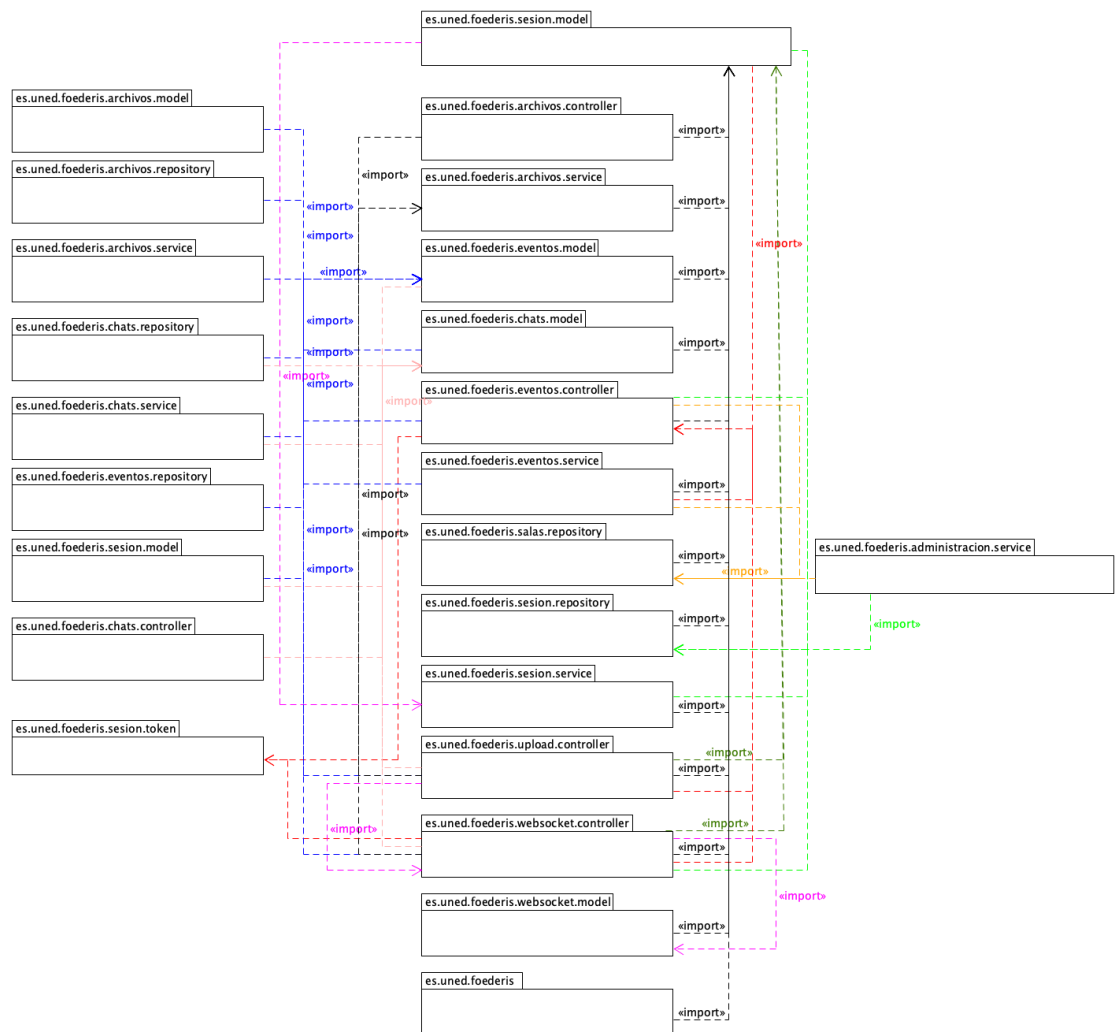 es.uned.foederis.sesion.model
es.uned.foederis.archivos.model
es.uned.foederis.archivos.controller
«import»
es.uned.foederis.archivos.repository
«import»
es.uned.foederis.archivos.service
«import»
«import»
«import»
«import»
es.uned.foederis.archivos.service
es.uned.foederis.eventos.model
«import»
«import»
«import»
es.uned.foederis.chats.repository
es.uned.foederis.chats.model
«import»
«import»
«import»
«import»
«import»
es.uned.foederis.eventos.controller
es.uned.foederis.chats.service
«import»
«import»
es.uned.foederis.eventos.repository
es.uned.foederis.eventos.service
«import»
«import»
es.uned.foederis.sesion.model
es.uned.foederis.salas.repository
es.uned.foederis.administracion.service
«import»
«import»
«import»
«import»
«import»
es.uned.foederis.sesion.repository
es.uned.foederis.chats.controller
«import»
«import»
es.uned.foederis.sesion.service
«import»
es.uned.foederis.sesion.token
es.uned.foederis.upload.controller
«import»
«import»
es.uned.foederis.websocket.controller
«import»
«import»
«import»
es.uned.foederis.websocket.model
«import»
«import»
es.uned.foederis
«import»